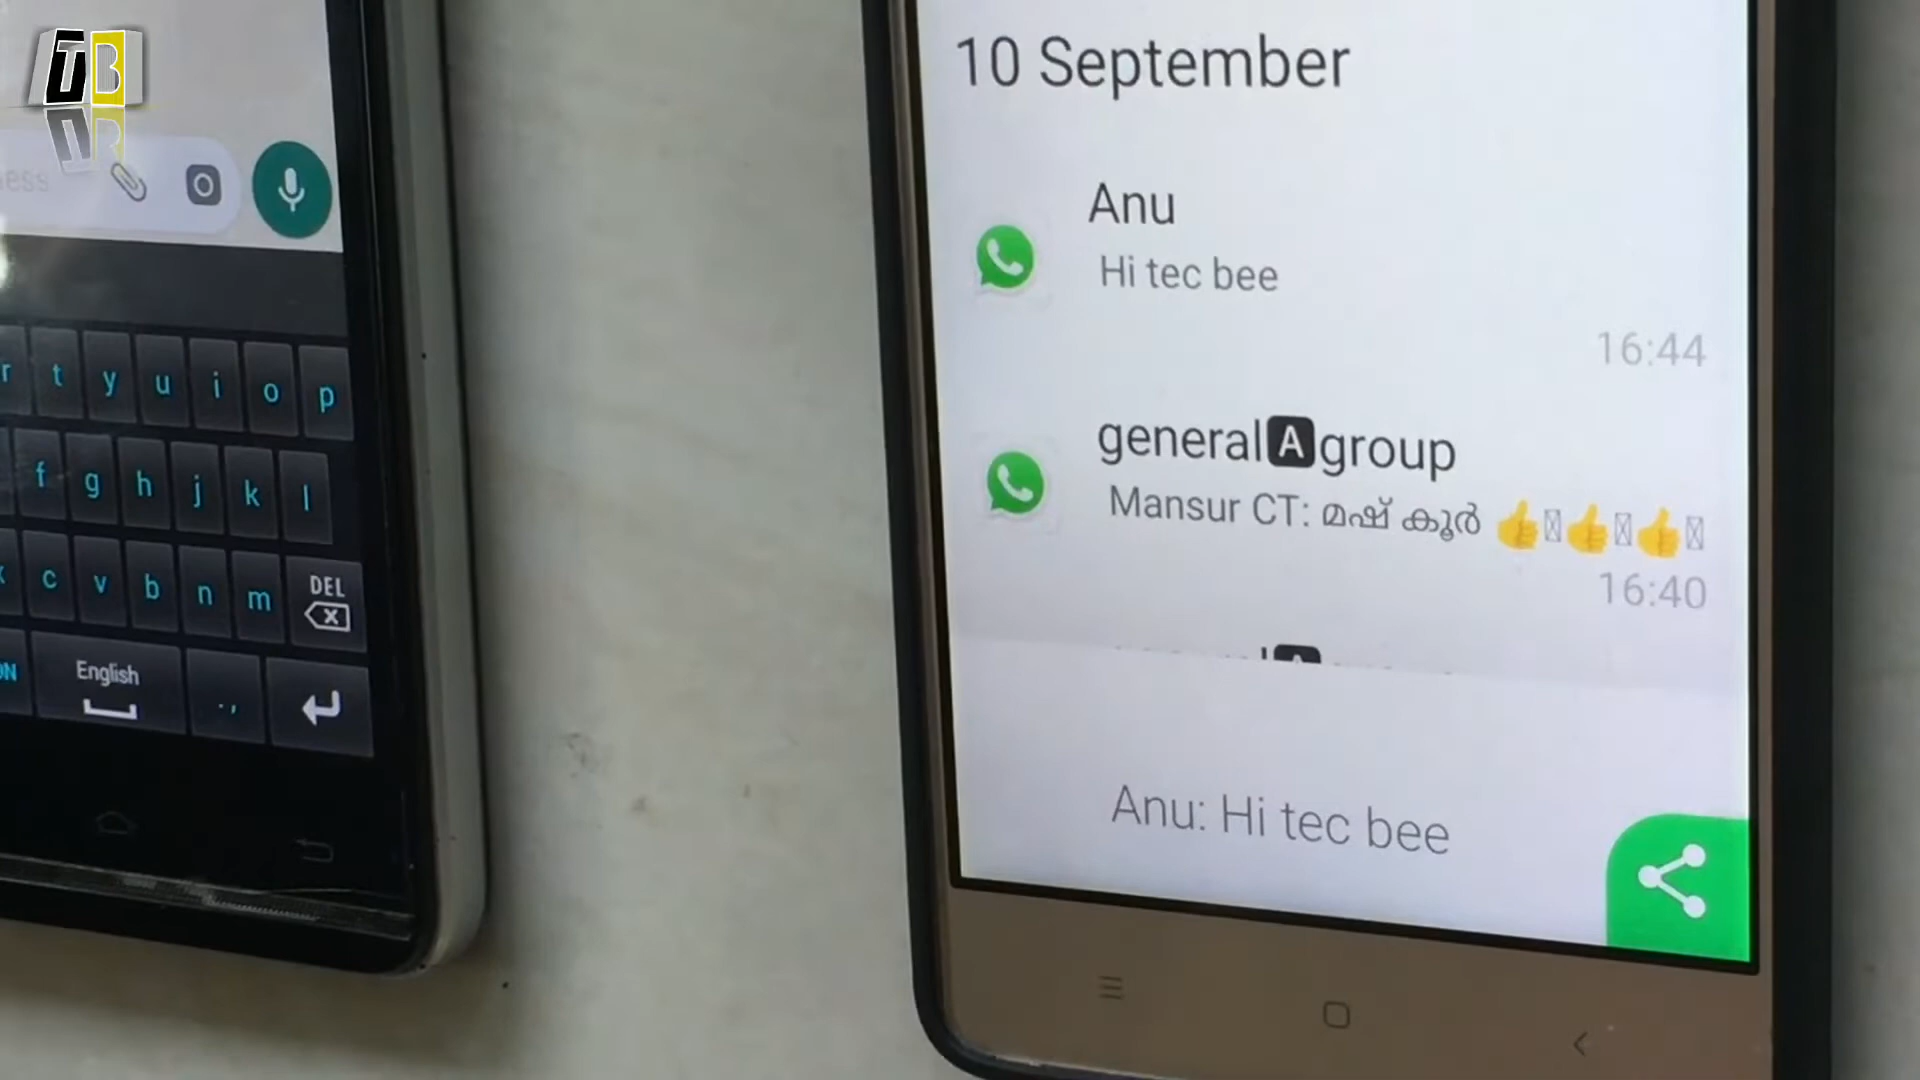 TB
10 September
Anu
Hi tec bee
16:44
general🅰group
Mansur CT: മഷ് കൂർ 👍👍👍
16:40
Anu: Hi tec bee
ess
r t y u i o p
f g h j k l
c v b n m DEL
English . ,